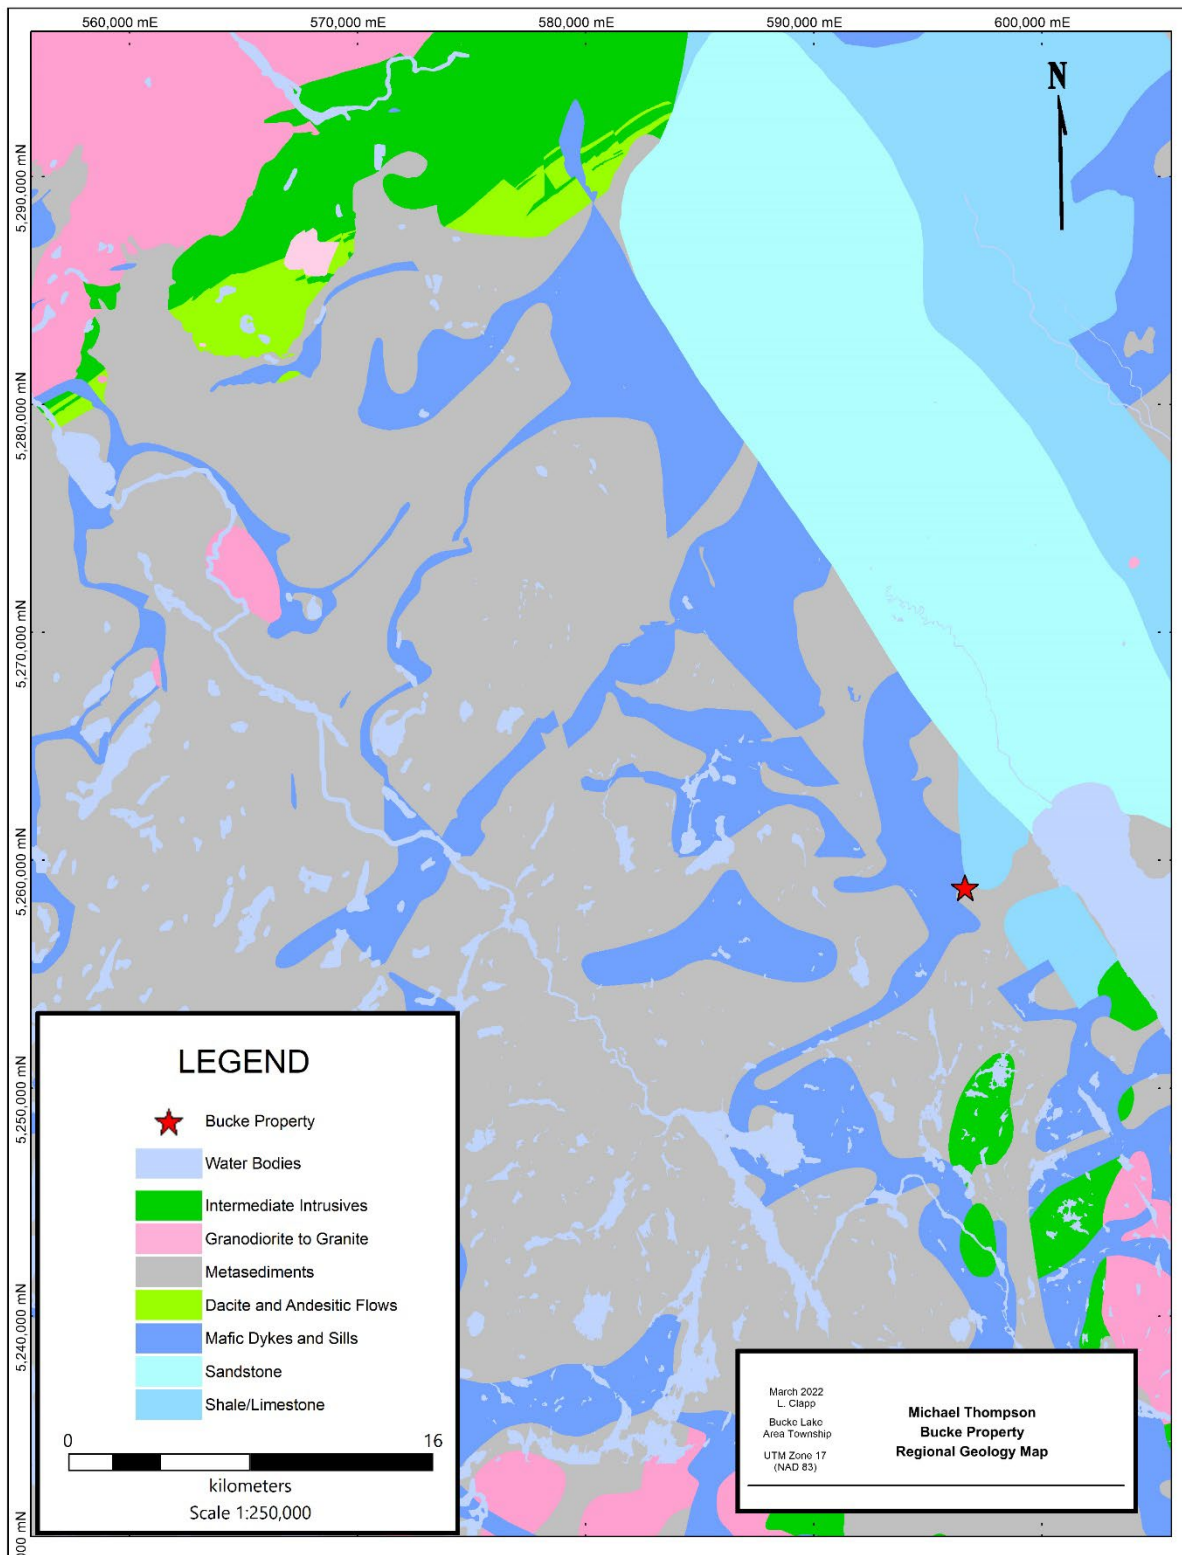 560,000 mE
570,000 mE
580,000 mE
590,000 mE
600,000 mE
N
5,290,000 mN
5,280,000 mN
5,270,000 mN
5,260,000 mN
5,250,000 mN
5,240,000 mN
000 mN
LEGEND
Bucke Property
Water Bodies
Intermediate Intrusives
Granodiorite to Granite
Metasediments
Dacite and Andesitic Flows
Mafic Dykes and Sills
Sandstone
Shale/Limestone
0 16
kilometers
Scale 1:250,000
March 2022
L. Clapp
Bucke Lake
Area Township
UTM Zone 17
(NAD 83)
Michael Thompson
Bucke Property
Regional Geology Map